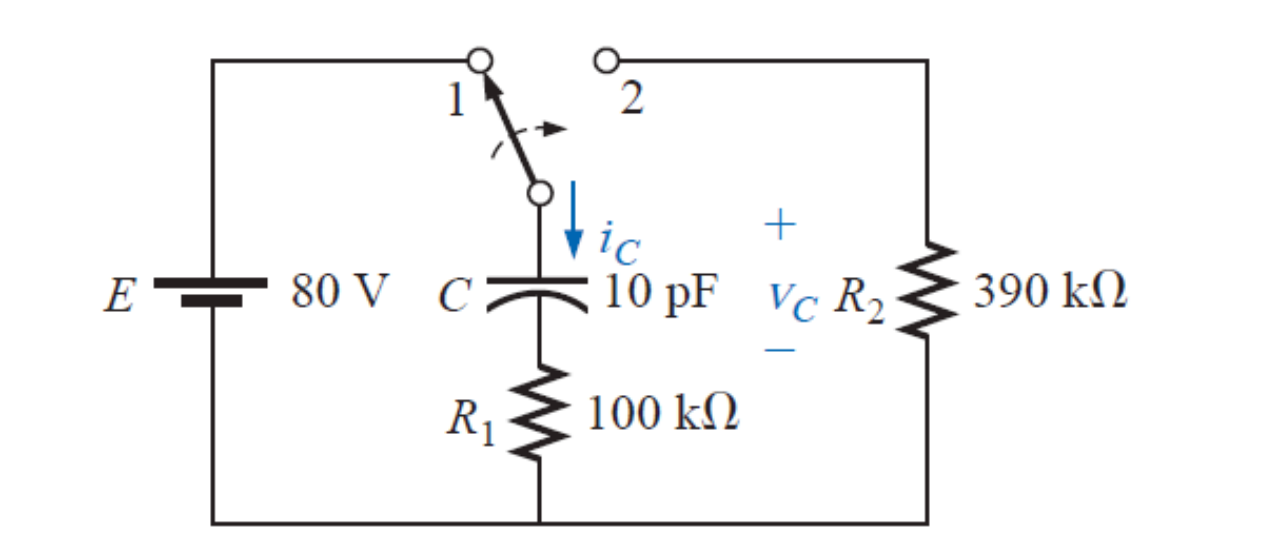 1
2
i_C
E
80 V
C
10 pF
+
v_C
−
R_2
390 kΩ
R_1
100 kΩ